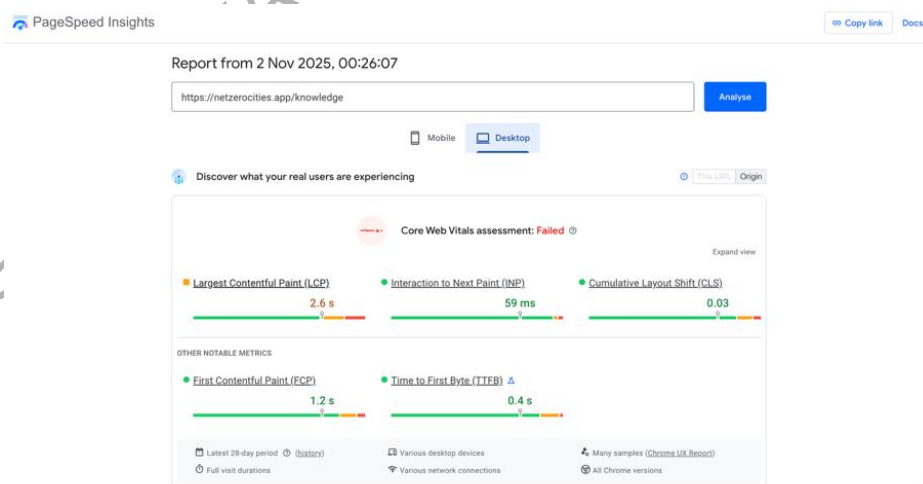 PageSpeed Insights
Copy link
Docs
Report from 2 Nov 2025, 00:26:07
https://netzerocities.app/knowledge
Analyse
Mobile
Desktop
Discover what your real users are experiencing
This URL
Origin
Core Web Vitals assessment: Failed
Expand view
Largest Contentful Paint (LCP)
2.6 s
Interaction to Next Paint (INP)
59 ms
Cumulative Layout Shift (CLS)
0.03
OTHER NOTABLE METRICS
First Contentful Paint (FCP)
1.2 s
Time to First Byte (TTFB)
0.4 s
Latest 28-day period (history)
Various desktop devices
Many samples (Chrome UX Report)
Full visit durations
Various network connections
All Chrome versions